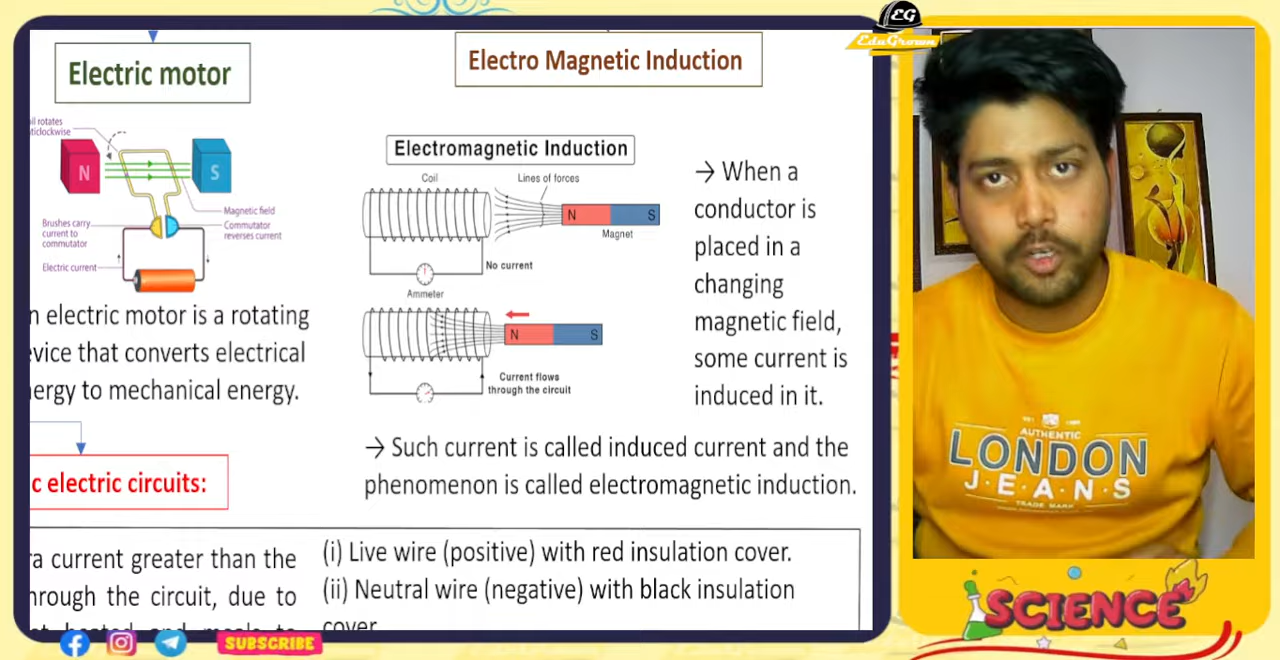 EG
EduGrown
Electric motor
Electro Magnetic Induction
il rotates
nticlockwise
N
S
Magnetic field
Brushes carry
current to
commutator
Commutator
reverses current
Electric current
n electric motor is a rotating
evice that converts electrical
ergy to mechanical energy.
Electromagnetic Induction
Coil
Lines of forces
N
S
Magnet
No current
Ammeter
N
S
Current flows
through the circuit
→ When a
conductor is
placed in a
changing
magnetic field,
some current is
induced in it.
→ Such current is called induced current and the
phenomenon is called electromagnetic induction.
c electric circuits:
ra current greater than the
hrough the circuit, due to
(i) Live wire (positive) with red insulation cover.
(ii) Neutral wire (negative) with black insulation
cover
AUTHENTIC
LONDON
J·E·A·N·S
TRADE MARK
SUBSCRIBE
SCIENCE